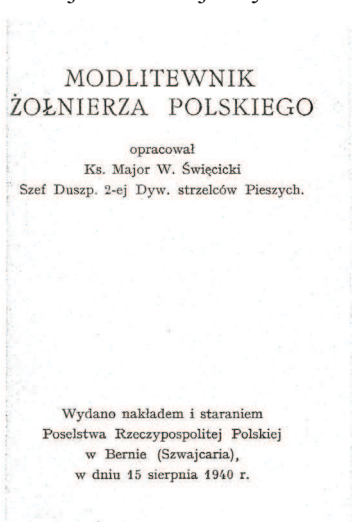 MODLITEWNIK
ŻOŁNIERZA POLSKIEGO
opracował
Ks. Major W. Święcicki
Szef Duszp. 2-ej Dyw. strzelców Pieszych.
Wydano nakładem i staraniem
Poselstwa Rzeczypospolitej Polskiej
w Bernie (Szwajcaria),
w dniu 15 sierpnia 1940 r.